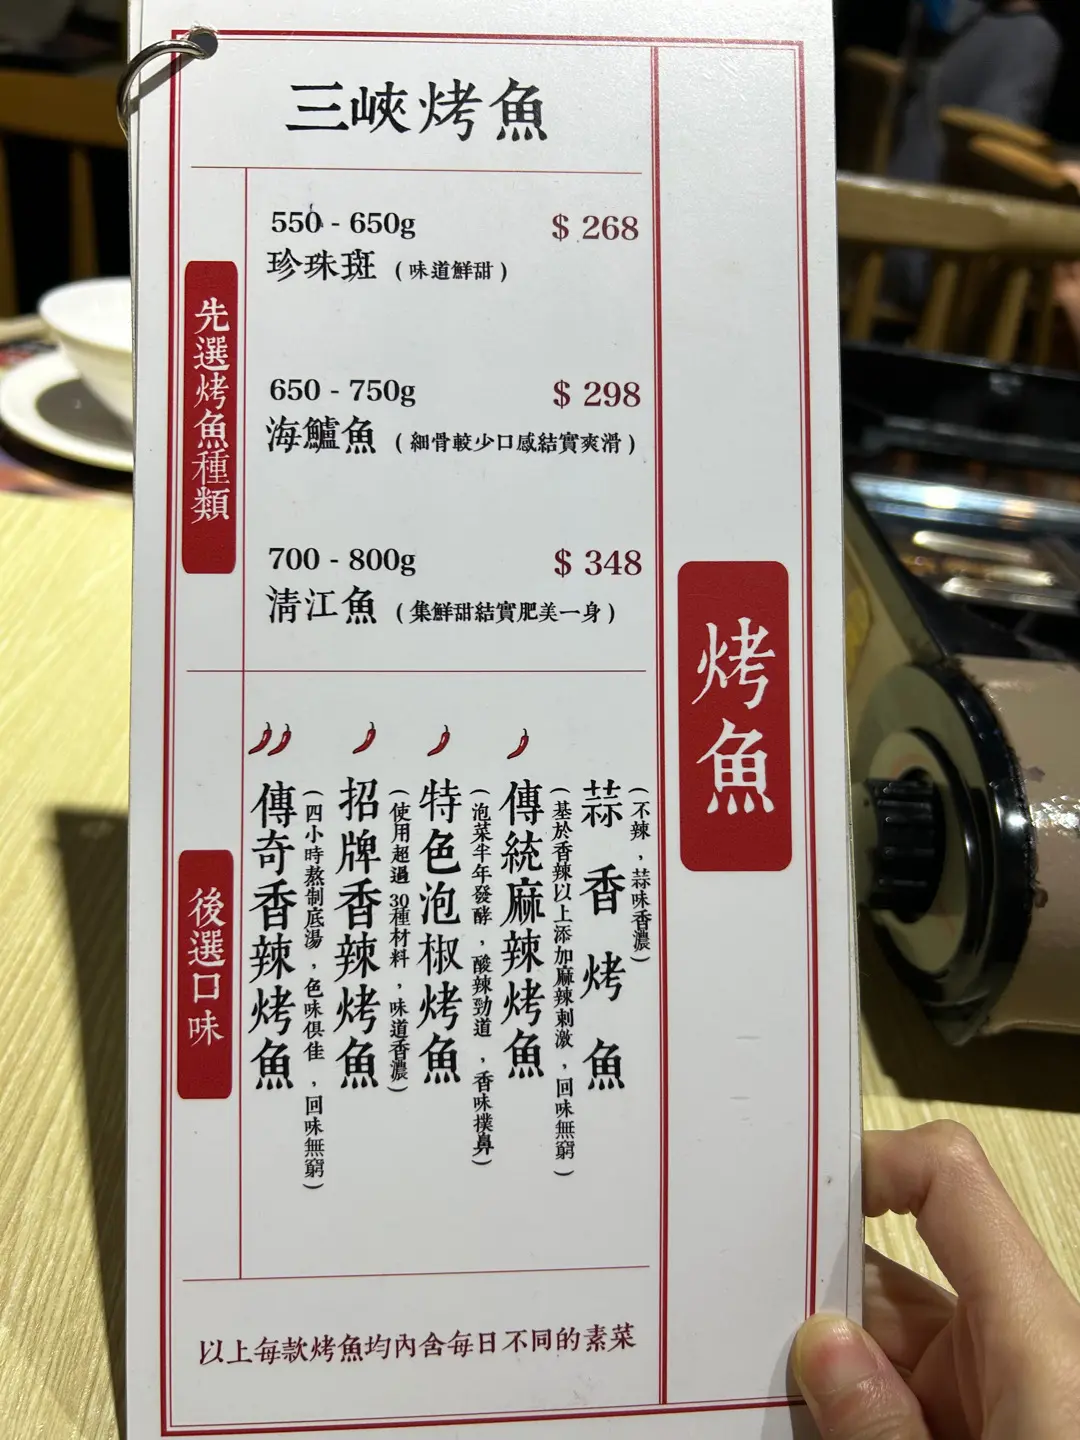 三峽烤魚
先選烤魚種類
550 - 650g
$ 268
珍珠斑 (味道鮮甜)
650 - 750g
$ 298
海鱸魚 (細骨較少口感結實爽滑)
700 - 800g
$ 348
清江魚 (集鮮甜結實肥美一身)
烤魚
後選口味
蒜香烤魚
(不辣，蒜味香濃)
傳統麻辣烤魚
(基於香辣以上添加麻辣刺激，回味無窮)
特色泡椒烤魚
(泡菜半年發酵，酸辣勁道，香味撲鼻)
招牌香辣烤魚
(使用超過30種材料，味道香濃)
傳奇香辣烤魚
(四小時熬制底湯，色味俱佳，回味無窮)
以上每款烤魚均內含每日不同的素菜